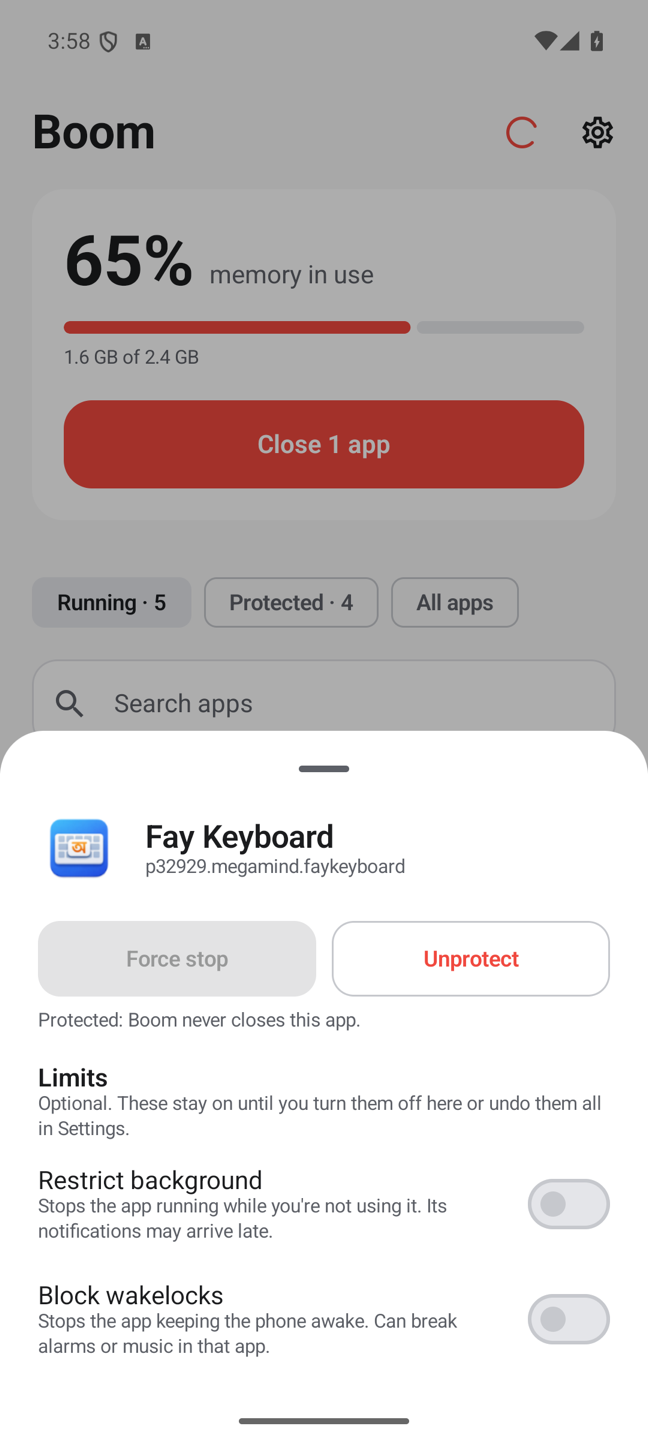 3:58
Boom
65% memory in use
1.6 GB of 2.4 GB
Close 1 app
Running · 5
Protected · 4
All apps
Search apps
Fay Keyboard
p32929.megamind.faykeyboard
Force stop
Unprotect
Protected: Boom never closes this app.
Limits
Optional. These stay on until you turn them off here or undo them all
in Settings.
Restrict background
Stops the app running while you're not using it. Its
notifications may arrive late.
Block wakelocks
Stops the app keeping the phone awake. Can break
alarms or music in that app.